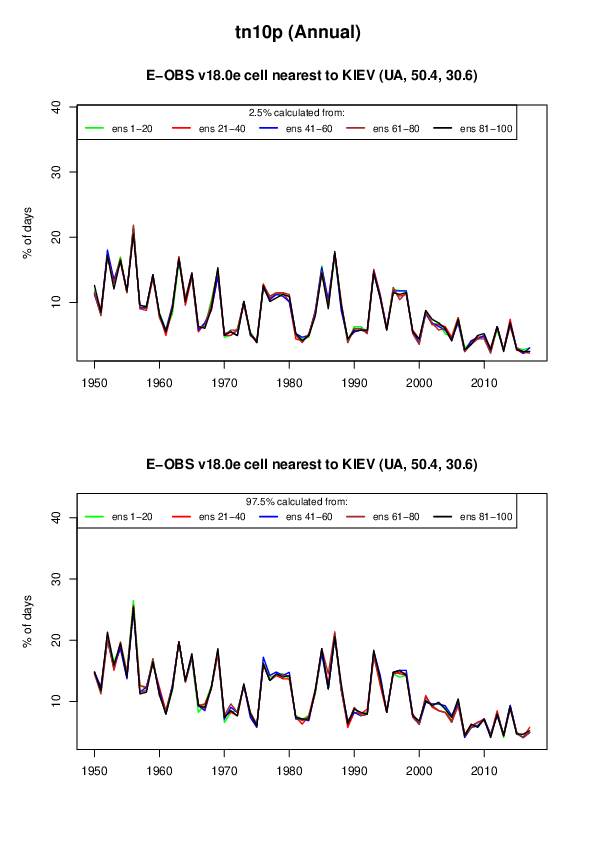 tn10p (Annual)
E−OBS v18.0e cell nearest to KIEV (UA, 50.4, 30.6)
2.5% calculated from:
ens 1−20 ens 21−40 ens 41−60 ens 61−80 ens 81−100
% of days
40
30
20
10
1950 1960 1970 1980 1990 2000 2010
E−OBS v18.0e cell nearest to KIEV (UA, 50.4, 30.6)
97.5% calculated from:
ens 1−20 ens 21−40 ens 41−60 ens 61−80 ens 81−100
% of days
40
30
20
10
1950 1960 1970 1980 1990 2000 2010